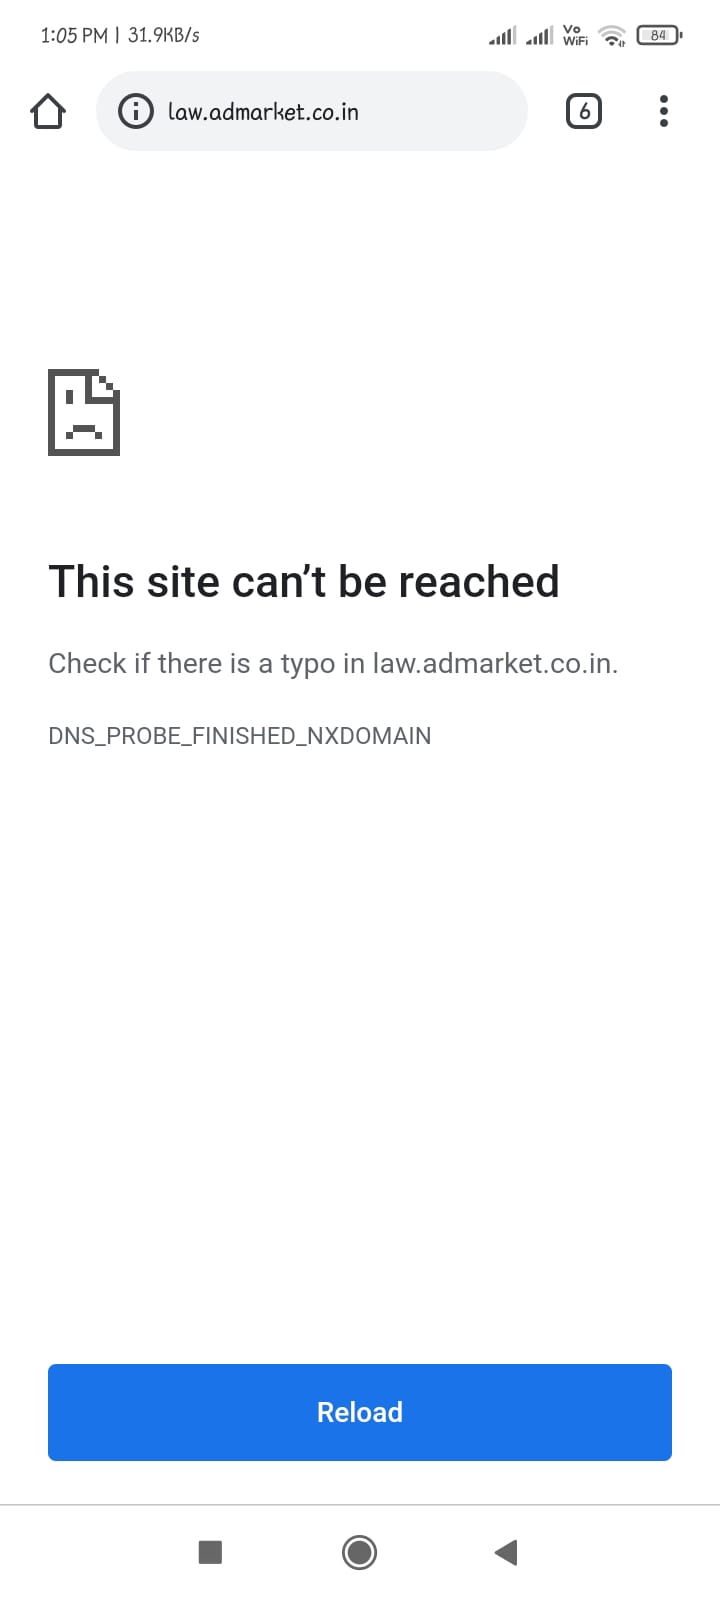 1:05 PM | 31.9KB/s Vo WiFi 84
law.admarket.co.in 6
This site can’t be reached
Check if there is a typo in law.admarket.co.in.
DNS_PROBE_FINISHED_NXDOMAIN
Reload